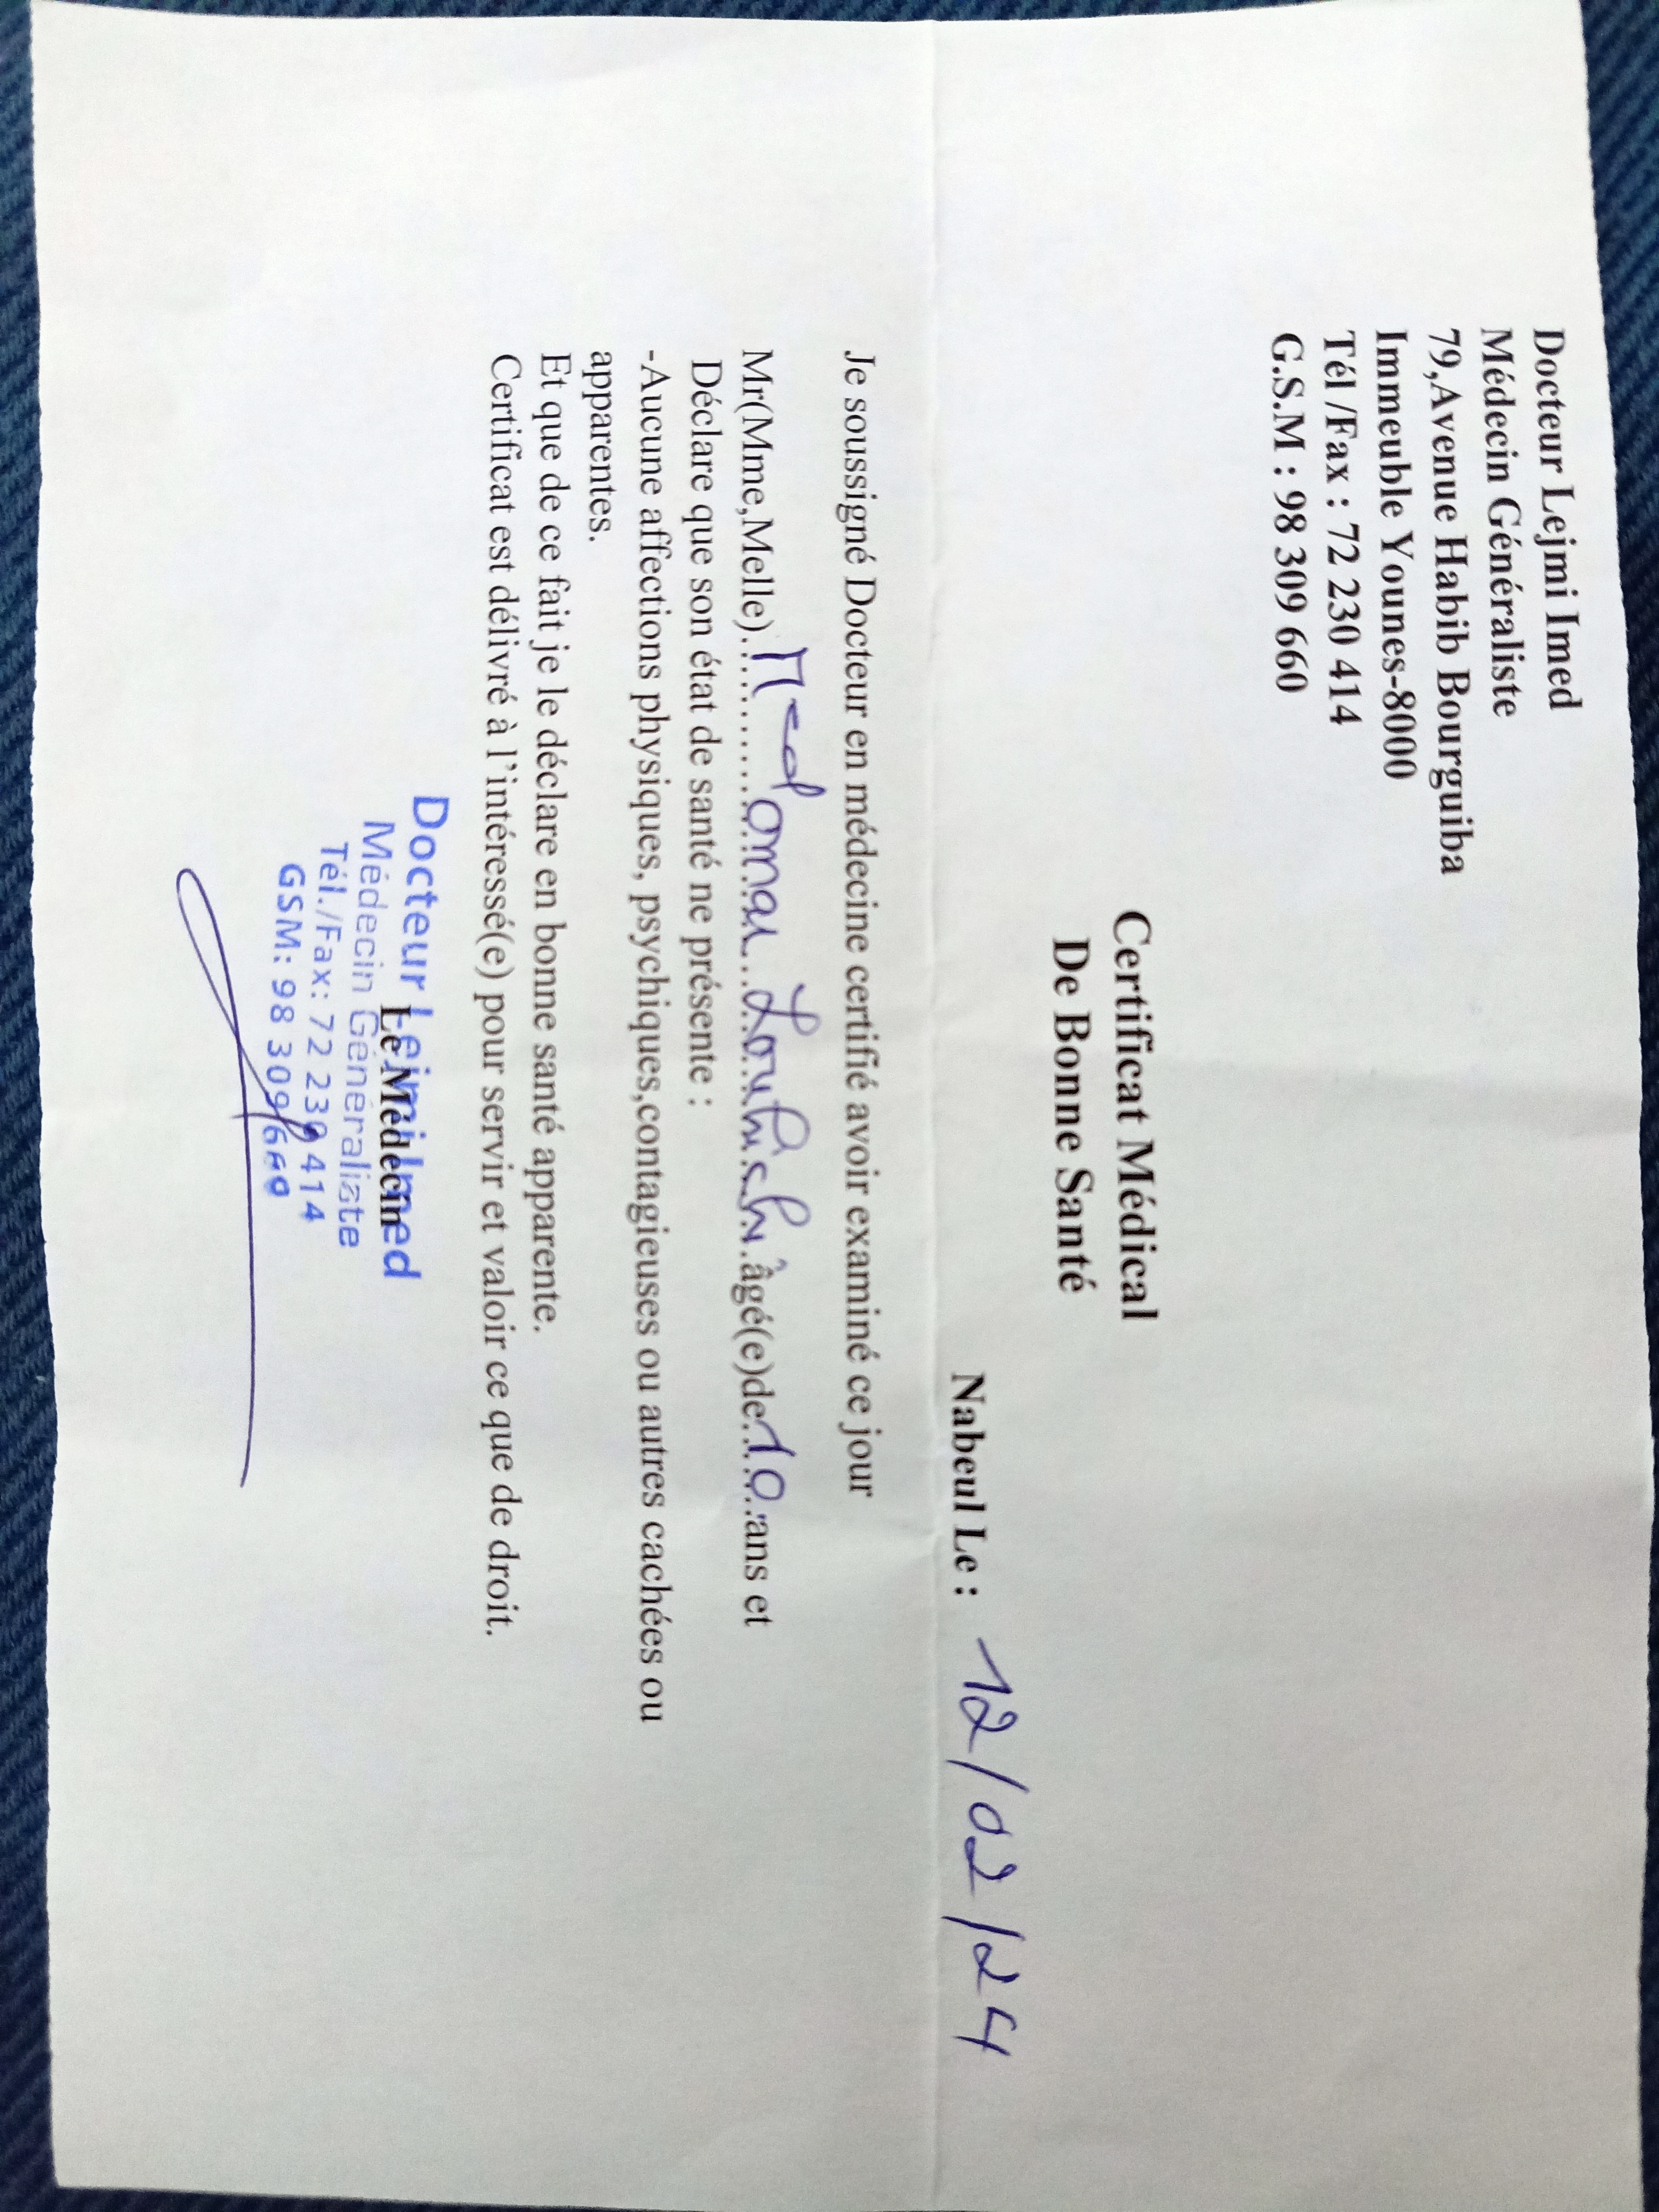 Docteur Lejmi Imed
Médecin Généraliste
79,Avenue Habib Bourguiba
Immeuble Younes-8000
Tél /Fax : 72 230 414
G.S.M : 98 309 660
Certificat Médical
De Bonne Santé
Nabeul Le : 12/02/24
Je soussigné Docteur en médecine certifié avoir examiné ce jour
Mr(Mme,Melle)............Med Omar Louhichi.âgé(e)de.10.ans et
Déclare que son état de santé ne présente :
-Aucune affections physiques, psychiques,contagieuses ou autres cachées ou
apparentes.
Et que de ce fait je le déclare en bonne santé apparente.
Certificat est délivré à l'intéressé(e) pour servir et valoir ce que de droit.
Le Médecin
Docteur Lejmi Imed
Médecin Généraliste
Tél./Fax: 72 230 414
GSM: 98 309 660